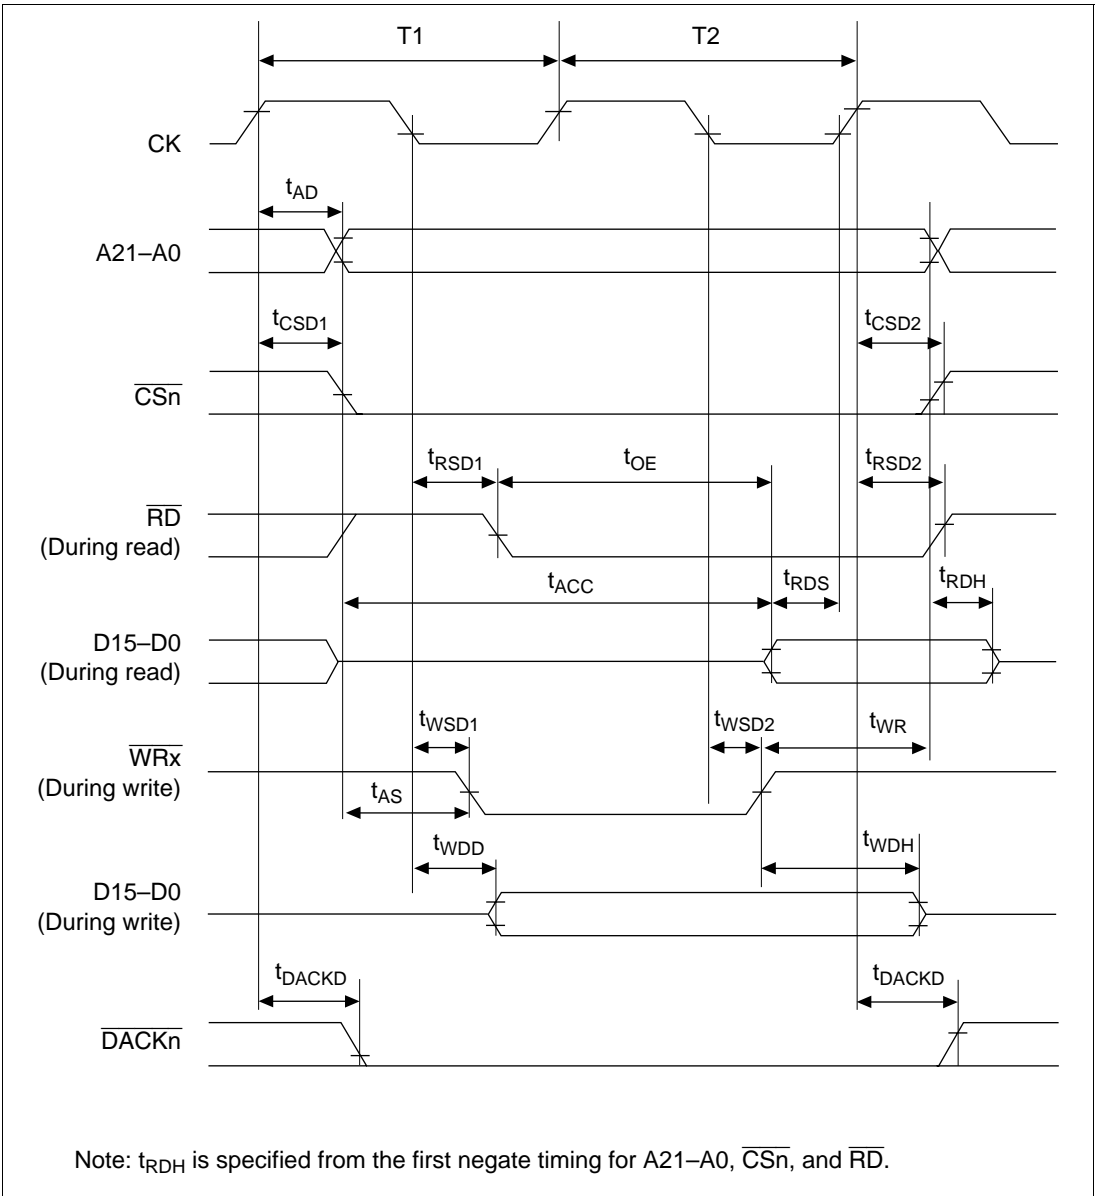 T1 T2
CK
tAD
A21–A0
tCSD1 tCSD2
CSn
tRSD1 tOE tRSD2
RD
(During read)
tACC tRDS tRDH
D15–D0
(During read)
tWSD1 tWSD2 tWR
WRx
(During write)
tAS
tWDD tWDH
D15–D0
(During write)
tDACKD tDACKD
DACKn
Note: tRDH is specified from the first negate timing for A21–A0, CSn, and RD.